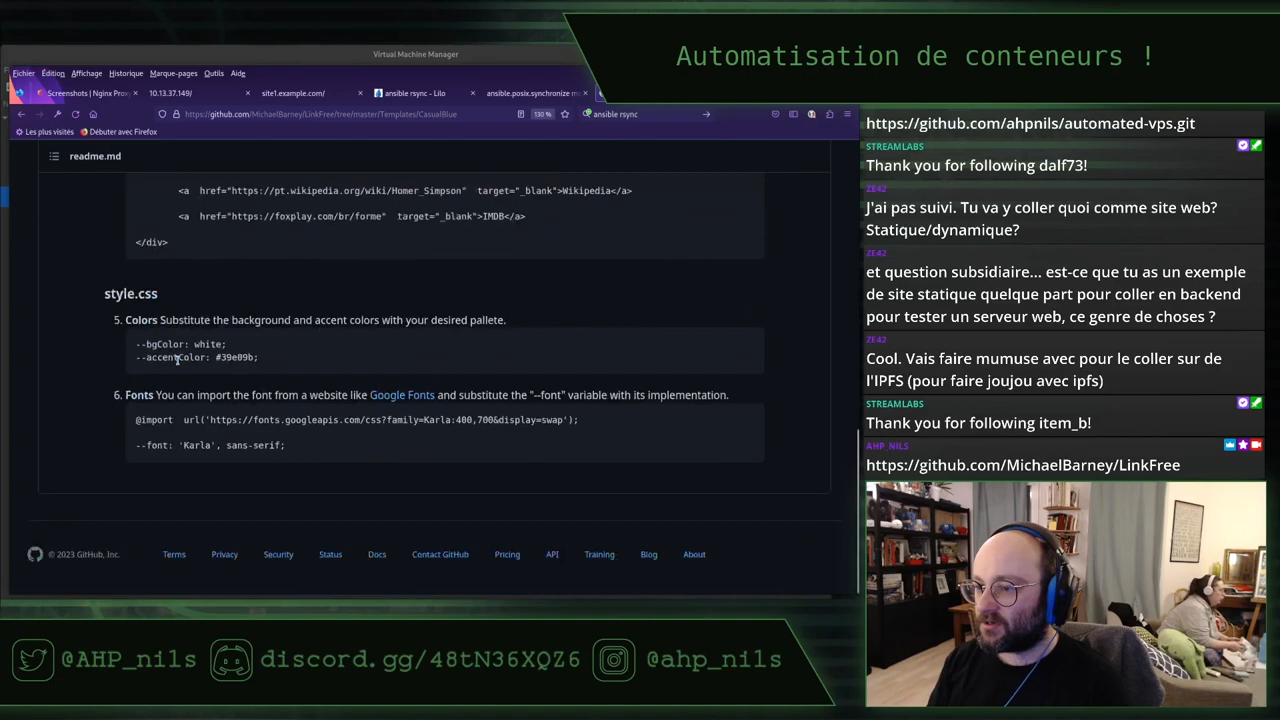 Automatisation de conteneurs !
Virtual Machine Manager
Fichier Édition Affichage Historique Marque-pages Outils Aide
Screenshots | Nginx Proxy
10.13.37.149/
site1.example.com/
ansible rsync - Lilo
ansible.posix.synchronize m
https://github.com/MichaelBarney/LinkFree/tree/master/Templates/CasualBlue
130 %
ansible rsync
Les plus visités
Débuter avec Firefox
readme.md
<a href="https://pt.wikipedia.org/wiki/Homer_Simpson" target="_blank">Wikipedia</a>
<a href="https://foxplay.com/br/forme" target="_blank">IMDB</a>
</div>
style.css
5. Colors Substitute the background and accent colors with your desired pallete.
--bgColor: white;
--accentColor: #39e09b;
6. Fonts You can import the font from a website like Google Fonts and substitute the "--font" variable with its implementation.
@import url('https://fonts.googleapis.com/css?family=Karla:400,700&display=swap');
--font: 'Karla', sans-serif;
© 2023 GitHub, Inc.
Terms
Privacy
Security
Status
Docs
Contact GitHub
Pricing
API
Training
Blog
About
https://github.com/ahpnils/automated-vps.git
STREAMLABS
Thank you for following dalf73!
ZE42
J'ai pas suivi. Tu va y coller quoi comme site web?
Statique/dynamique?
ZE42
et question subsidiaire... est-ce que tu as un exemple
de site statique quelque part pour coller en backend
pour tester un serveur web, ce genre de choses ?
ZE42
Cool. Vais faire mumuse avec pour le coller sur de
l'IPFS (pour faire joujou avec ipfs)
STREAMLABS
Thank you for following item_b!
AHP_NILS
https://github.com/MichaelBarney/LinkFree
@AHP_nils
discord.gg/48tN36XQZ6
@ahp_nils